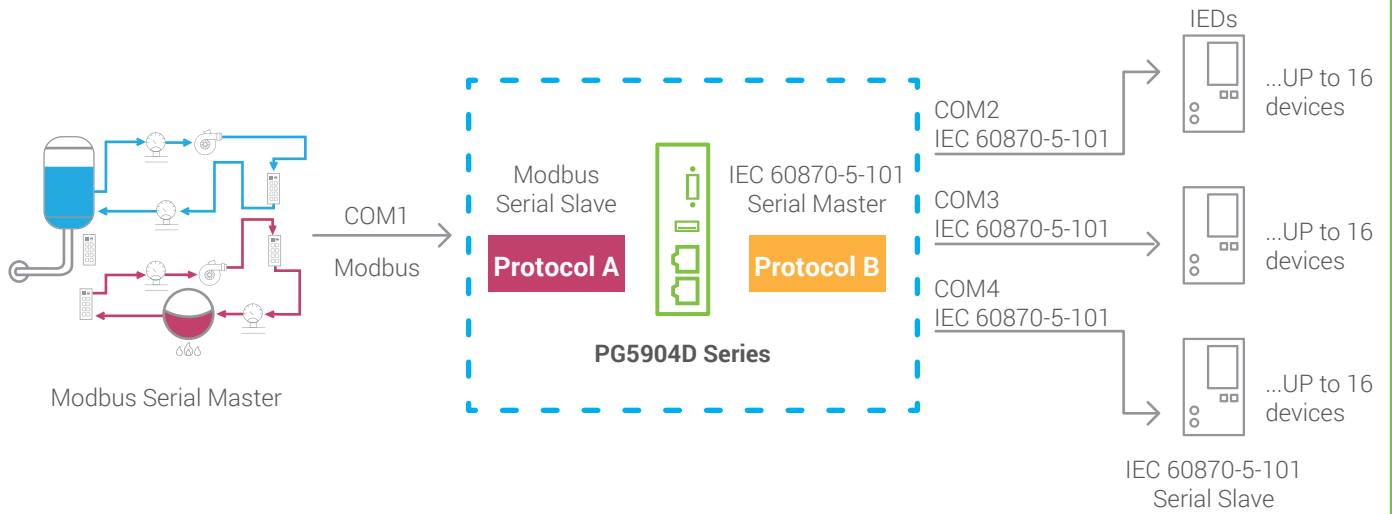 IEDs
...UP to 16
devices
COM2
IEC 60870-5-101
Modbus
Serial Slave
IEC 60870-5-101
Serial Master
COM1
Modbus
Protocol A
Protocol B
COM3
IEC 60870-5-101
...UP to 16
devices
COM4
IEC 60870-5-101
PG5904D Series
Modbus Serial Master
...UP to 16
devices
IEC 60870-5-101
Serial Slave